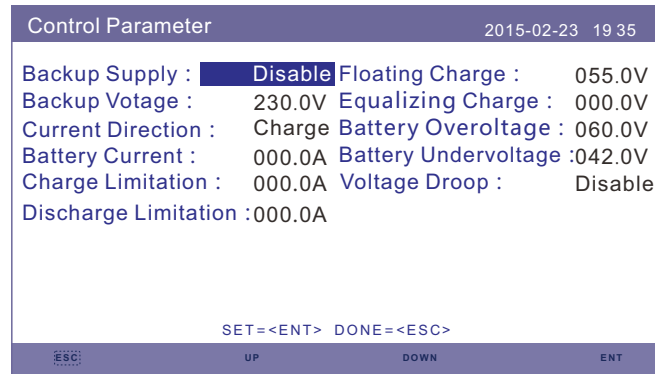 Control Parameter 2015-02-23 19 35
Backup Supply : Disable Floating Charge : 055.0V
Backup Votage : 230.0V Equalizing Charge : 000.0V
Current Direction : Charge Battery Overoltage : 060.0V
Battery Current : 000.0A Battery Undervoltage :042.0V
Charge Limitation : 000.0A Voltage Droop : Disable
Discharge Limitation :000.0A
SET=<ENT> DONE=<ESC>
ESC UP DOWN ENT